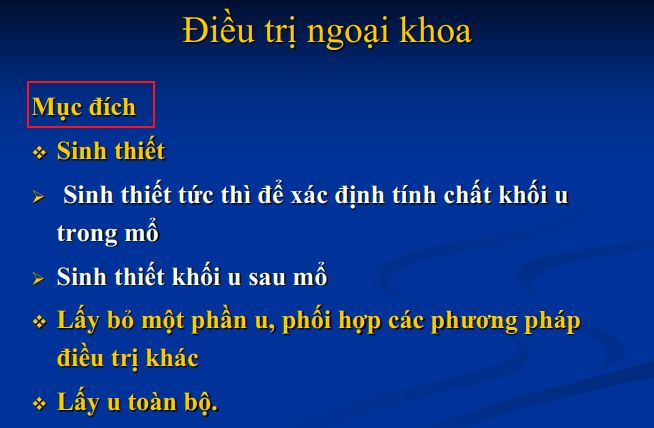 Điều trị ngoại khoa
Mục đích
❖ Sinh thiết
➢ Sinh thiết tức thì để xác định tính chất khối u
trong mổ
➢ Sinh thiết khối u sau mổ
❖ Lấy bỏ một phần u, phối hợp các phương pháp
điều trị khác
❖ Lấy u toàn bộ.